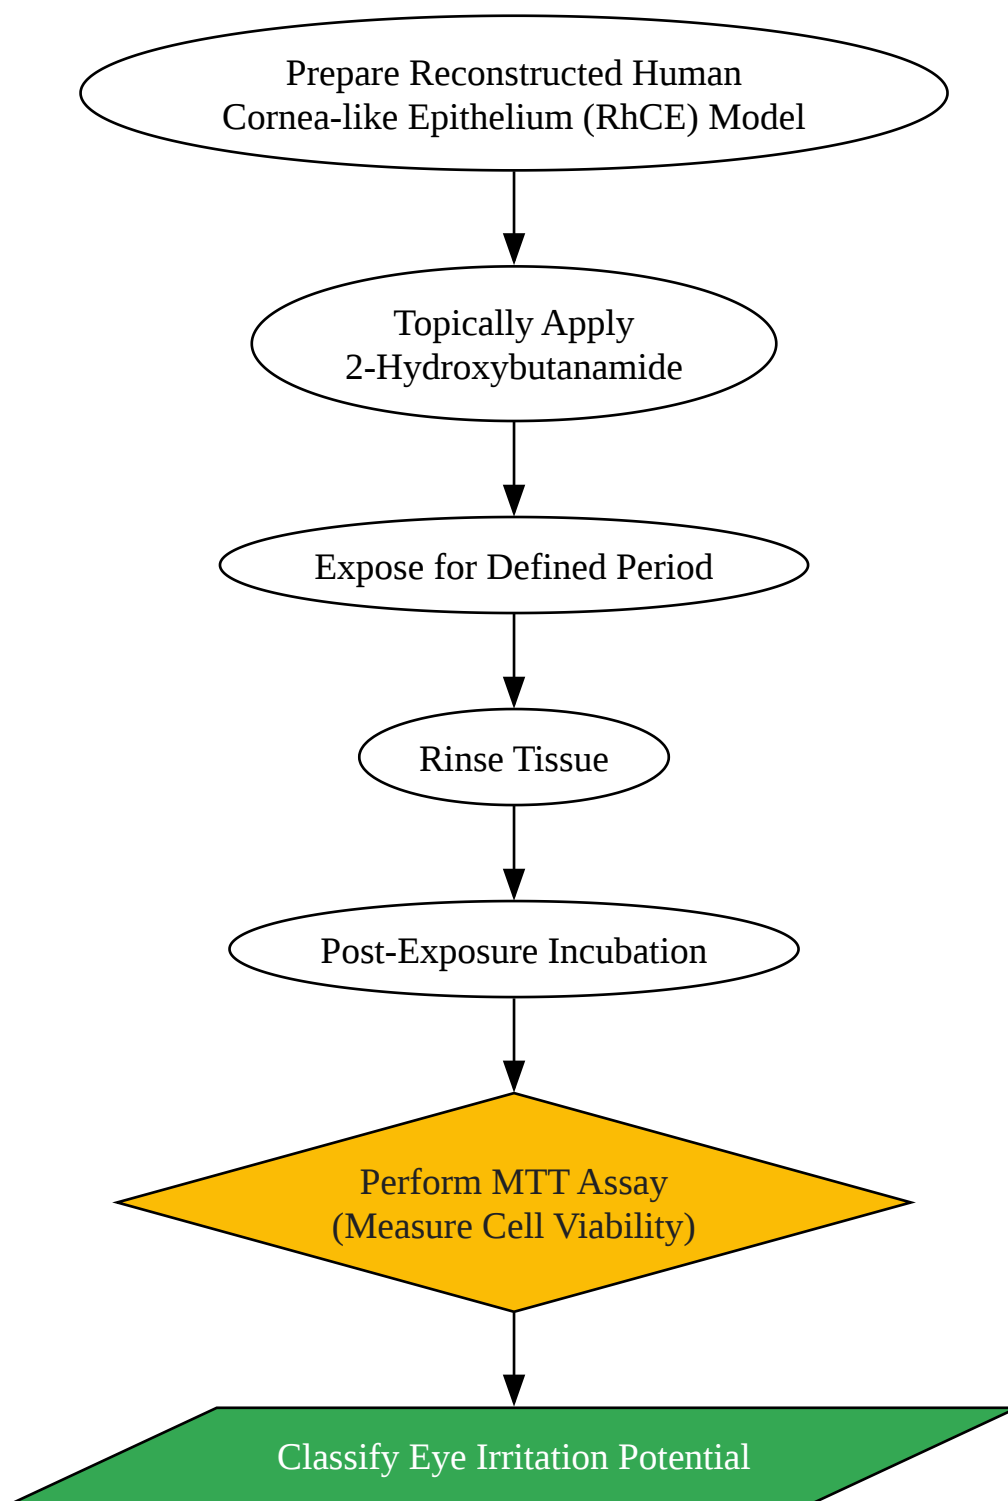 Prepare Reconstructed Human
Cornea-like Epithelium (RhCE) Model
Topically Apply
2-Hydroxybutanamide
Expose for Defined Period
Rinse Tissue
Post-Exposure Incubation
Perform MTT Assay
(Measure Cell Viability)
Classify Eye Irritation Potential